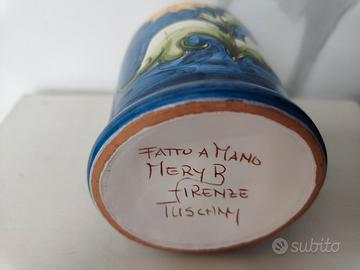 FATTO A MANO
MERY B
FIRENZE
TUSCANY
subito